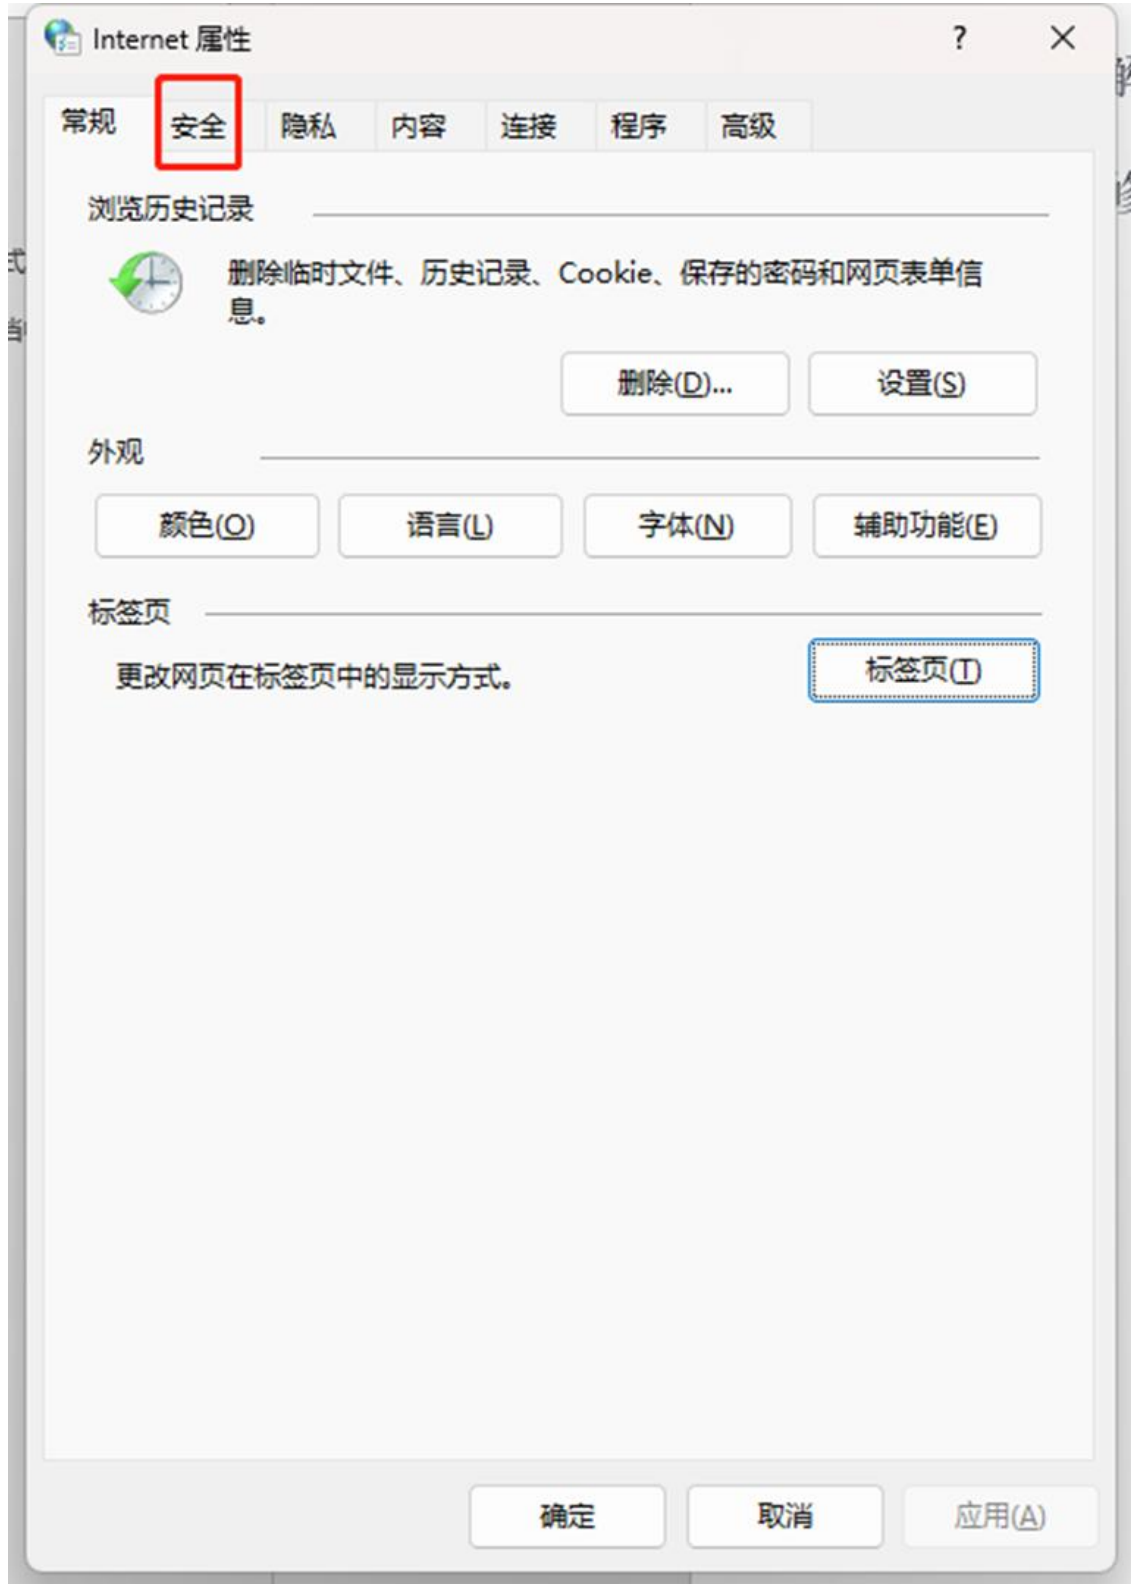 Internet 属性
?
常规 安全 隐私 内容 连接 程序 高级
浏览历史记录
删除临时文件、历史记录、Cookie、保存的密码和网页表单信
息。
删除(D)... 设置(S)
外观
颜色(O) 语言(L) 字体(N) 辅助功能(E)
标签页
更改网页在标签页中的显示方式。
标签页(T)
确定 取消 应用(A)